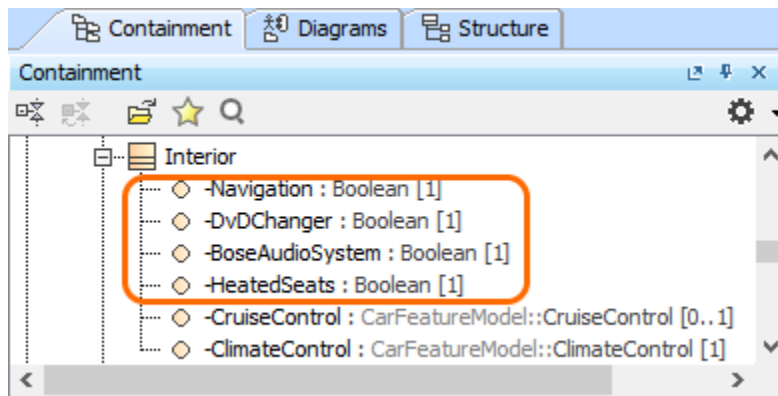 Containment Diagrams Structure
Containment
Interior
-Navigation : Boolean [1]
-DvDChanger : Boolean [1]
-BoseAudioSystem : Boolean [1]
-HeatedSeats : Boolean [1]
-CruiseControl : CarFeatureModel::CruiseControl [0..1]
-ClimateControl : CarFeatureModel::ClimateControl [1]